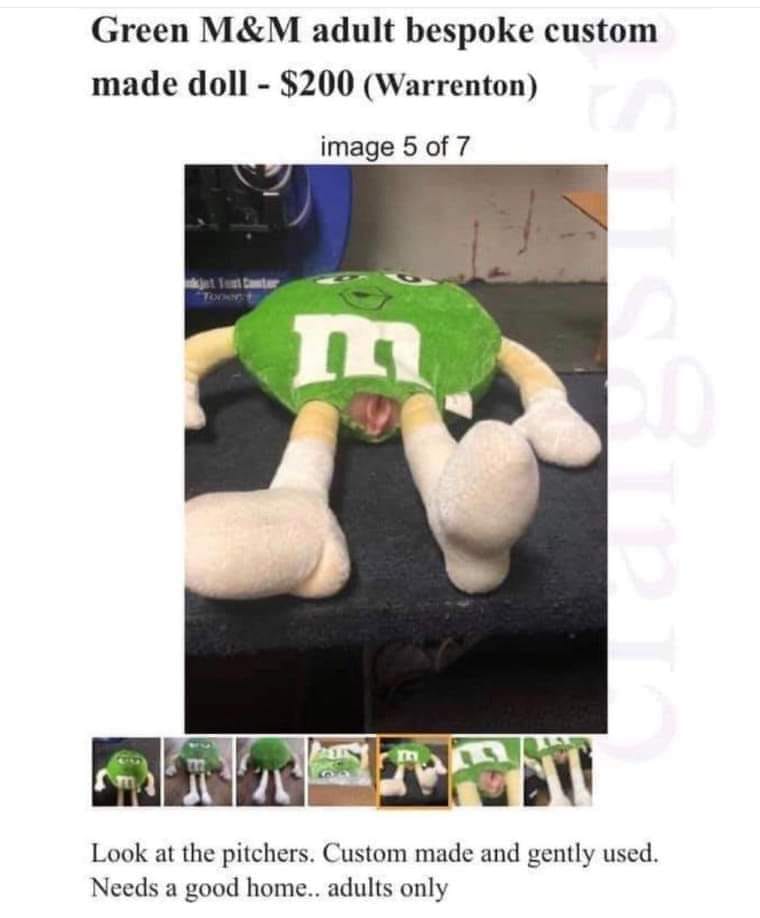 Green M&M adult bespoke custom
made doll - $200 (Warrenton)
image 5 of 7
m
craigslist
Look at the pitchers. Custom made and gently used.
Needs a good home.. adults only